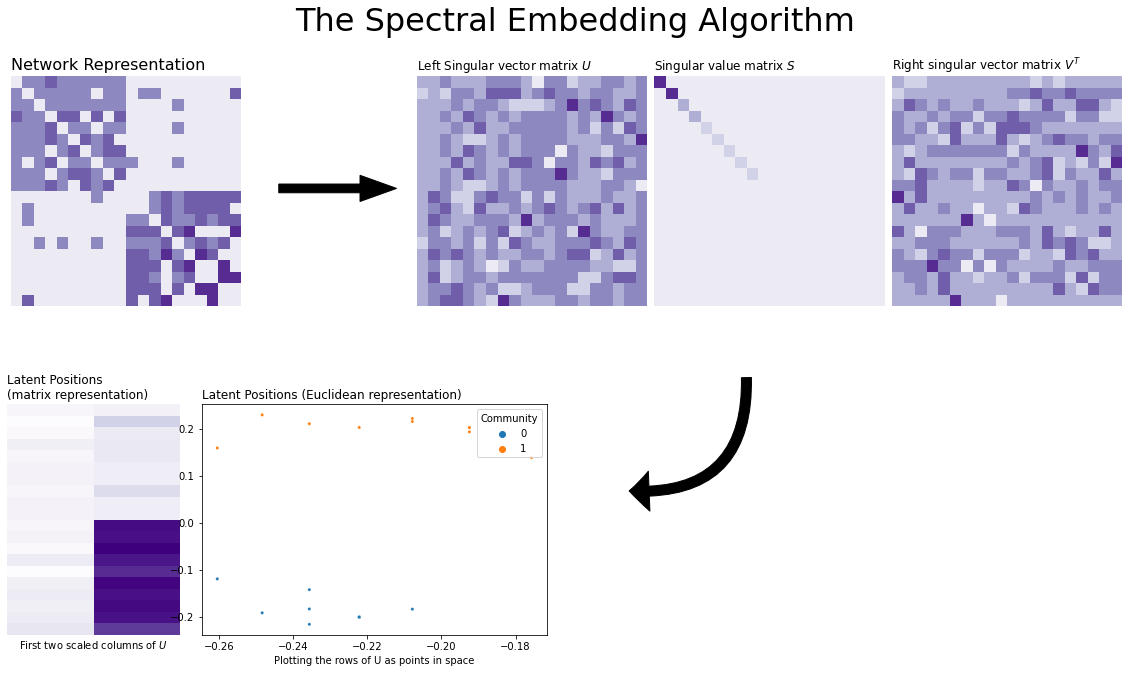 The Spectral Embedding Algorithm
Network Representation
Left Singular vector matrix U
Singular value matrix S
Right singular vector matrix V^T
Latent Positions
(matrix representation)
First two scaled columns of U
Latent Positions (Euclidean representation)
Community
0
1
0.2
0.1
0.0
−0.1
−0.2
−0.26
−0.24
−0.22
−0.20
−0.18
Plotting the rows of U as points in space